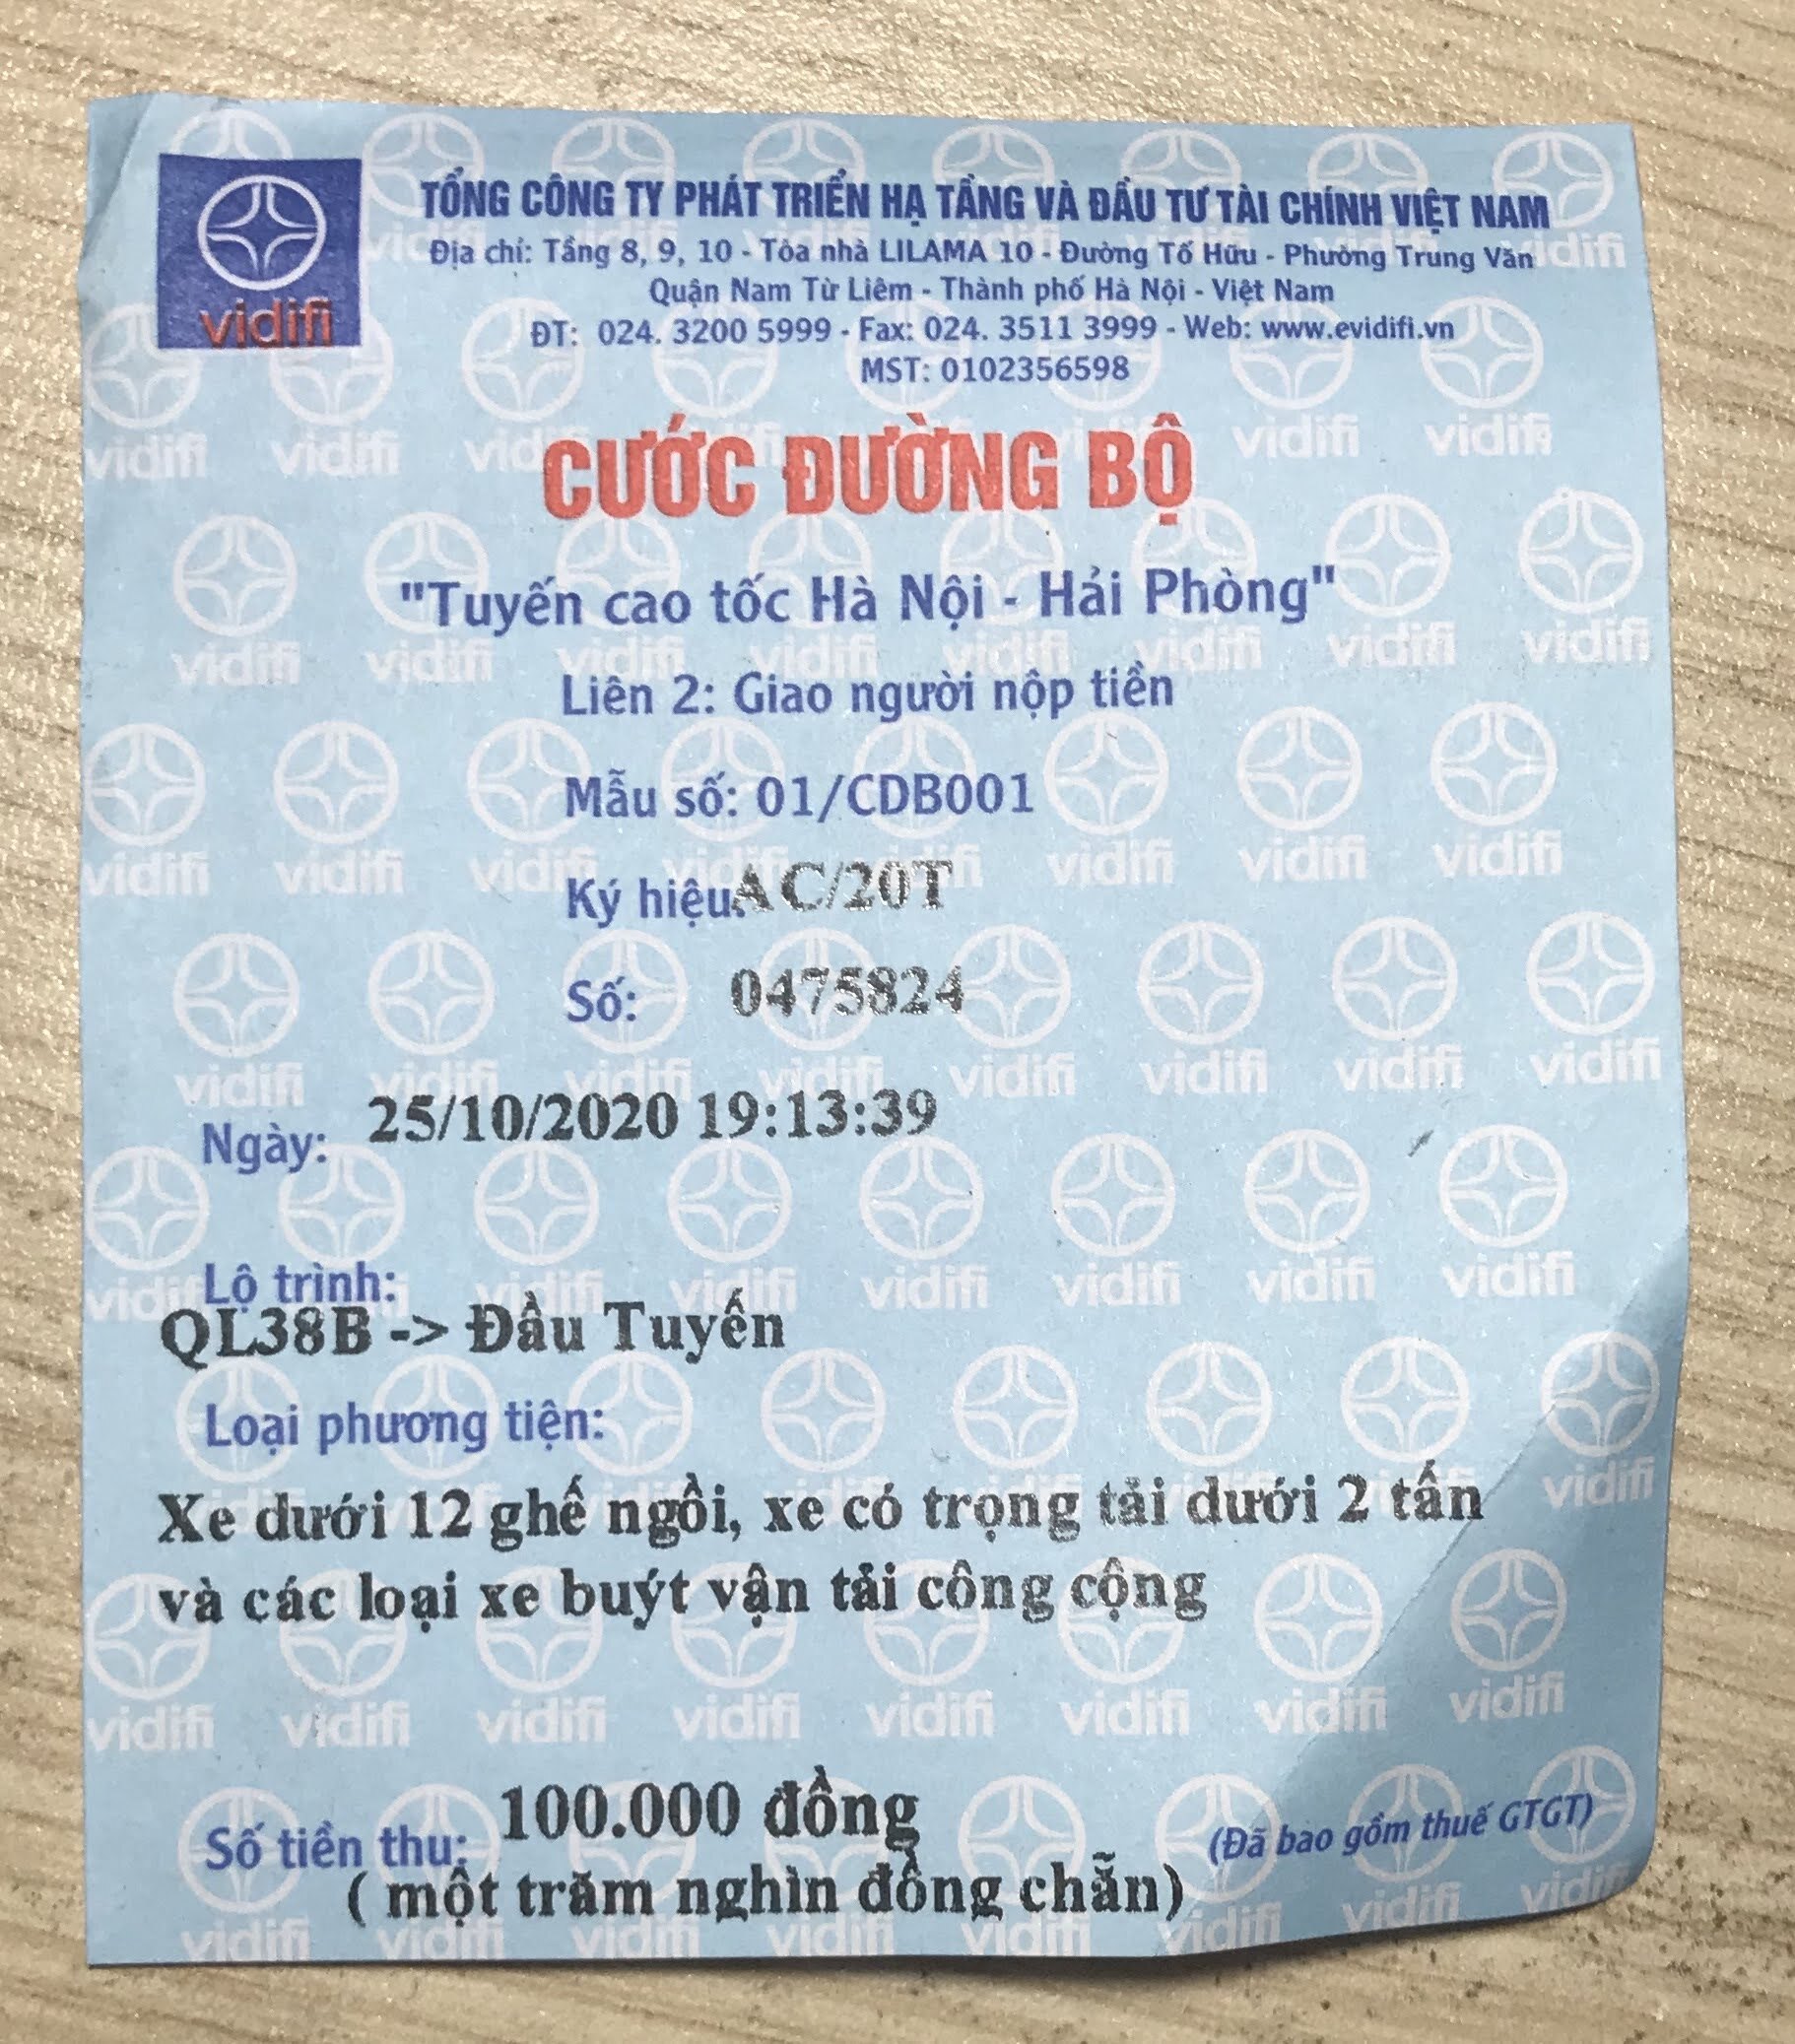 vidifi
TỔNG CÔNG TY PHÁT TRIỂN HẠ TẦNG VÀ ĐẦU TƯ TÀI CHÍNH VIỆT NAM
Địa chỉ: Tầng 8, 9, 10 - Tòa nhà LILAMA 10 - Đường Tố Hữu - Phường Trung Văn
Quận Nam Từ Liêm - Thành phố Hà Nội - Việt Nam
ĐT: 024. 3200 5999 - Fax: 024. 3511 3999 - Web: www.evidifi.vn
MST: 0102356598
CƯỚC ĐƯỜNG BỘ
"Tuyến cao tốc Hà Nội - Hải Phòng"
Liên 2: Giao người nộp tiền
Mẫu số: 01/CDB001
Ký hiệu: AC/20T
Số: 0475824
Ngày: 25/10/2020 19:13:39
Lộ trình:
QL38B -> Đầu Tuyến
Loại phương tiện:
Xe dưới 12 ghế ngồi, xe có trọng tải dưới 2 tấn
và các loại xe buýt vận tải công cộng
Số tiền thu: 100.000 đồng (Đã bao gồm thuế GTGT)
( một trăm nghìn đồng chẵn)